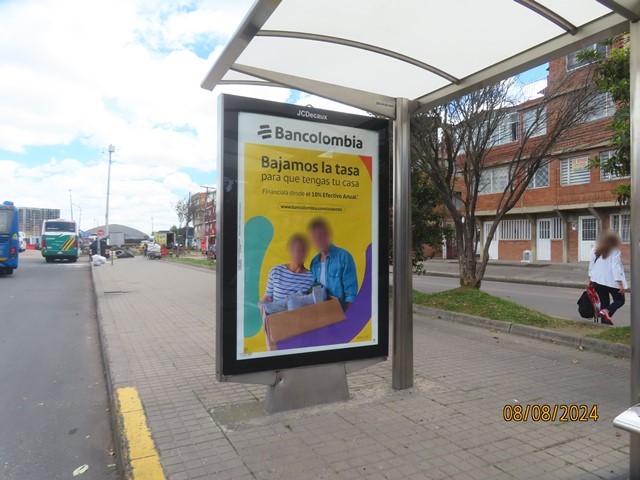 JCDecaux
Bancolombia
Bajamos la tasa
para que tengas tu casa
08/08/2024